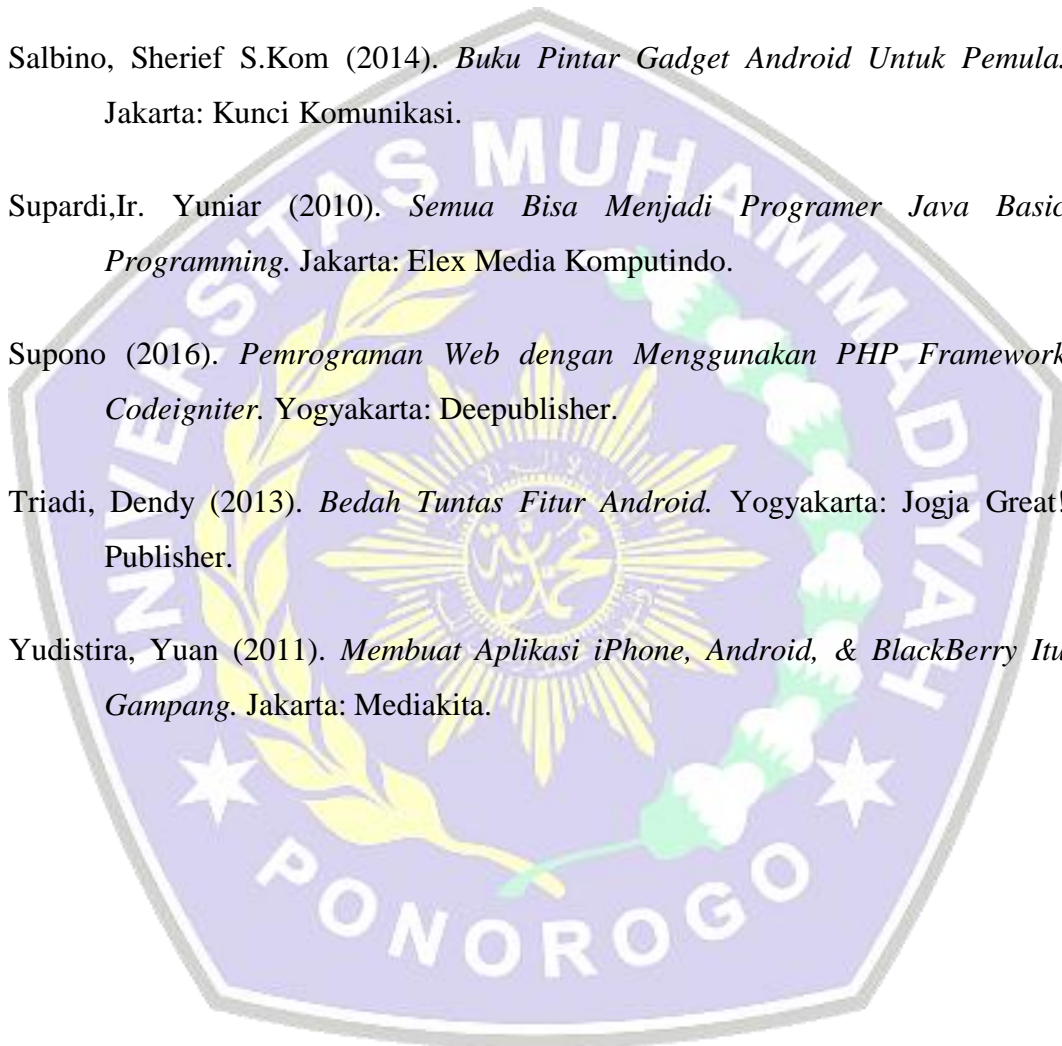 Salbino, Sherief S.Kom (2014). Buku Pintar Gadget Android Untuk Pemula.
Jakarta: Kunci Komunikasi.
Supardi,Ir. Yuniar (2010). Semua Bisa Menjadi Programer Java Basic
Programming. Jakarta: Elex Media Komputindo.
Supono (2016). Pemrograman Web dengan Menggunakan PHP Framework
Codeigniter. Yogyakarta: Deepublisher.
Triadi, Dendy (2013). Bedah Tuntas Fitur Android. Yogyakarta: Jogja Great!
Publisher.
Yudistira, Yuan (2011). Membuat Aplikasi iPhone, Android, & BlackBerry Itu
Gampang. Jakarta: Mediakita.
UNIVERSITAS MUHAMMADIYAH
PONOROGO